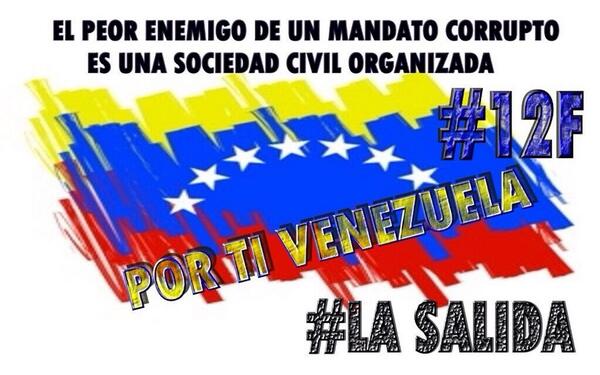 EL PEOR ENEMIGO DE UN MANDATO CORRUPTO
ES UNA SOCIEDAD CIVIL ORGANIZADA
#12F
POR TI VENEZUELA
#LA SALIDA